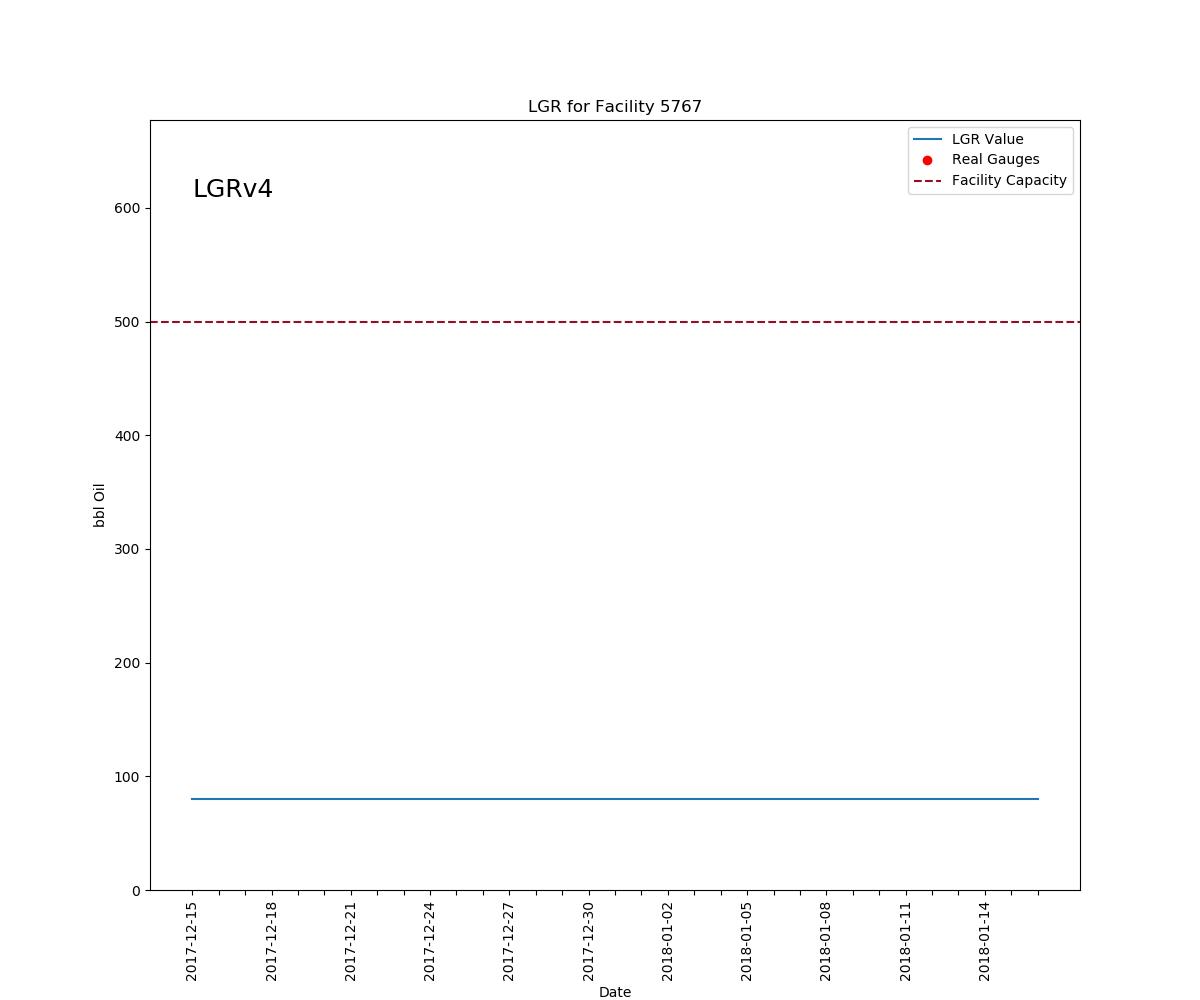 LGR for Facility 5767
LGR Value
Real Gauges
Facility Capacity
LGRv4
600
500
400
300
200
100
0
bbl Oil
2017-12-15
2017-12-18
2017-12-21
2017-12-24
2017-12-27
2017-12-30
2018-01-02
2018-01-05
2018-01-08
2018-01-11
2018-01-14
Date